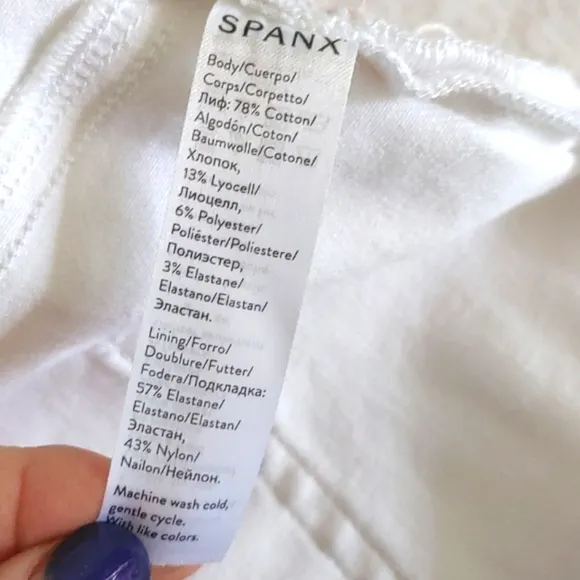 SPANX
Body/Cuerpo/
Corps/Corpetto/
Лиф: 78% Cotton/
Algodón/Coton/
Baumwolle/Cotone/
Хлопок,
13% Lyocell/
Лиоцелл,
6% Polyester/
Poliéster/Poliestere/
Полиэстер,
3% Elastane/
Elastano/Elastan/
Эластан.
Lining/Forro/
Doublure/Futter/
Fodera/Подкладка:
57% Elastane/
Elastano/Elastan/
Эластан,
43% Nylon/
Nailon/Нейлон.
Machine wash cold,
gentle cycle.
With like colors.